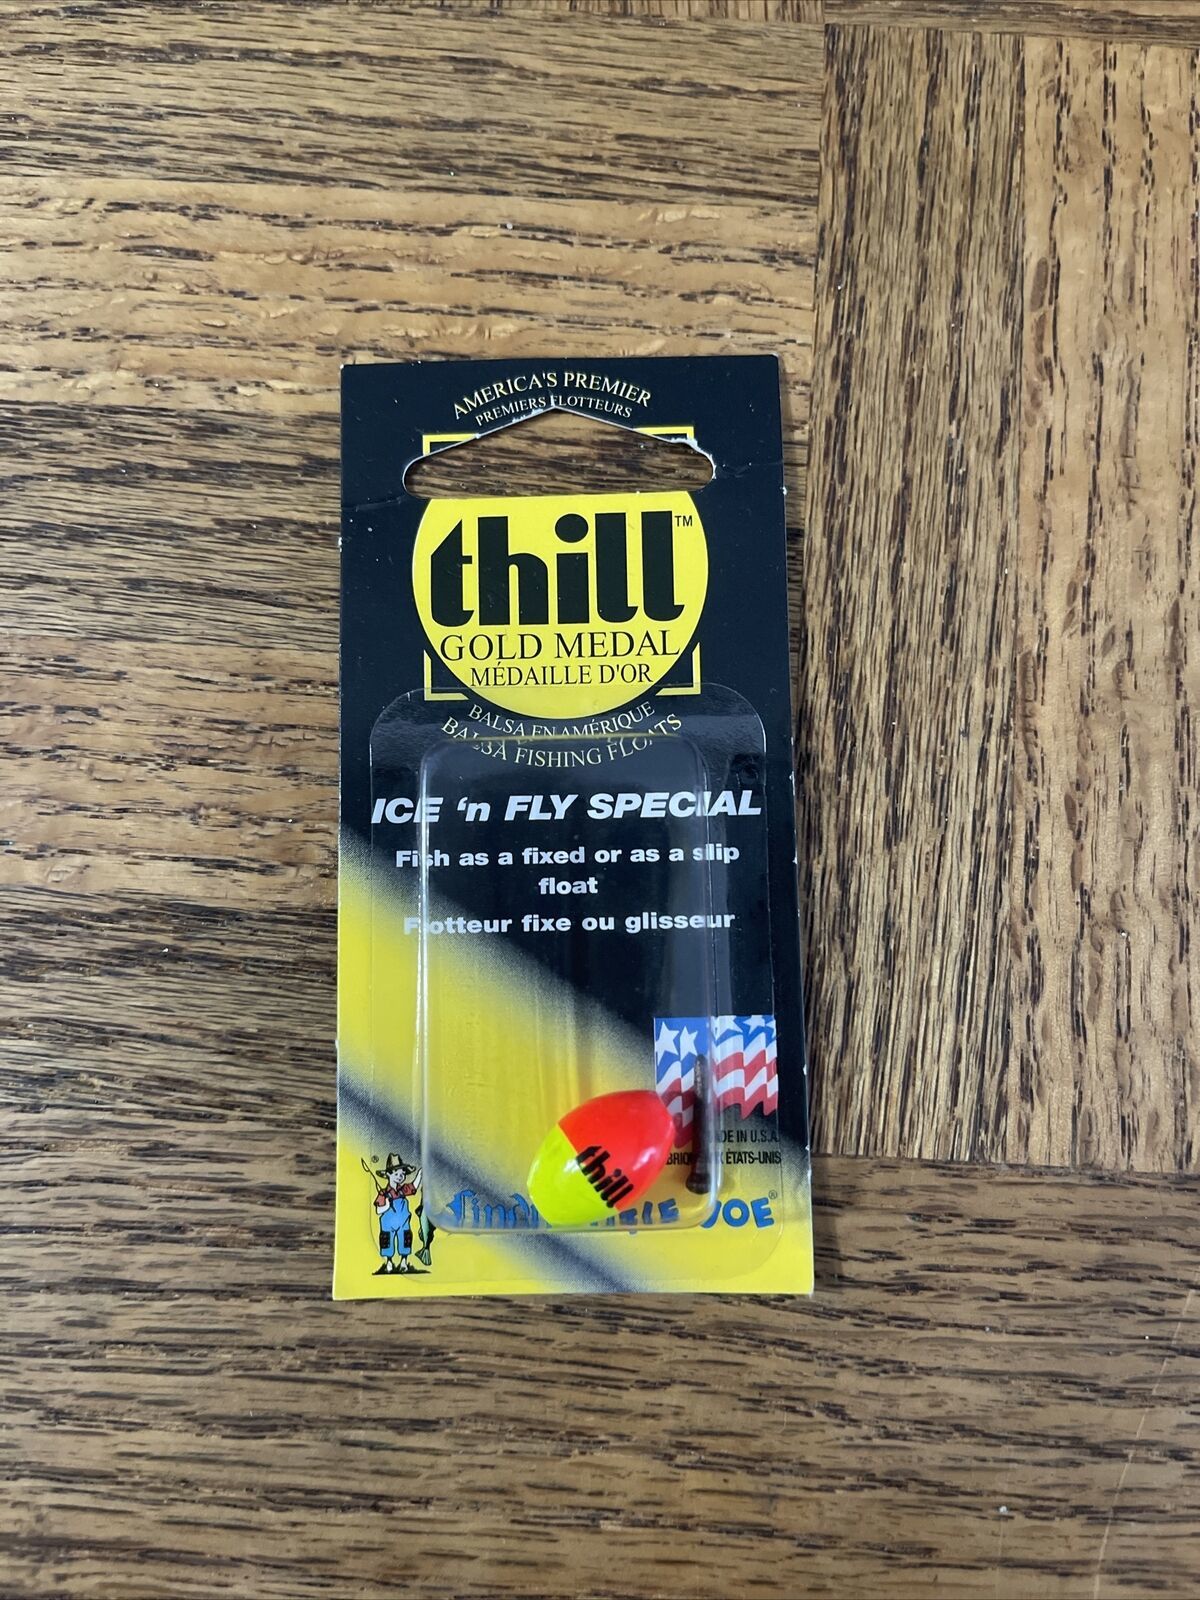 AMERICA'S PREMIER
PREMIERS FLOTTEURS
thill™
GOLD MEDAL
MÉDAILLE D'OR
BALSA EN AMÉRIQUE
BALSA FISHING FLOATS
ICE 'n FLY SPECIAL
Fish as a fixed or as a slip
float
Flotteur fixe ou glisseur
IN U.S.A.
ÉTATS-UNIS
thill
® JOE®